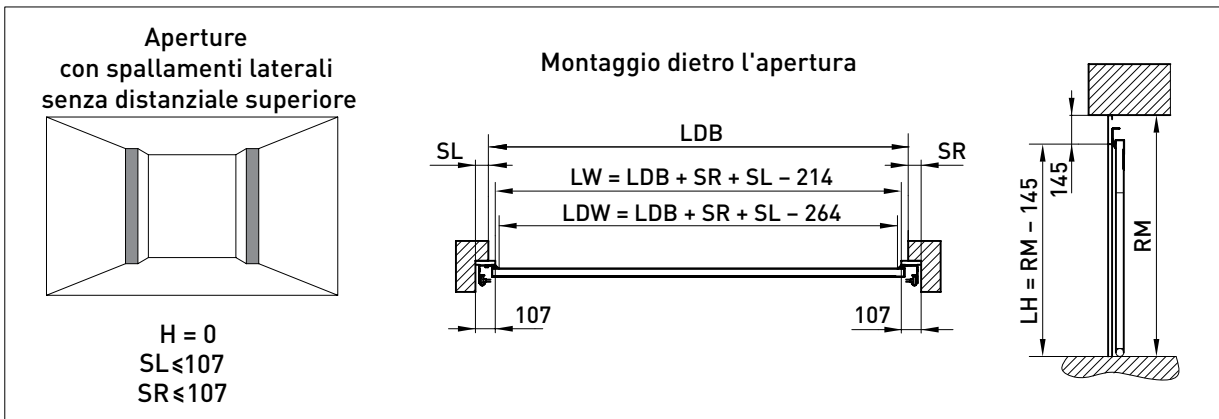 Aperture
con spallamenti laterali
senza distanziale superiore
H = 0
SL≤107
SR≤107
Montaggio dietro l'apertura
LDB
SL
SR
LW = LDB + SR + SL – 214
LDW = LDB + SR + SL – 264
107
107
145
LH = RM – 145
RM